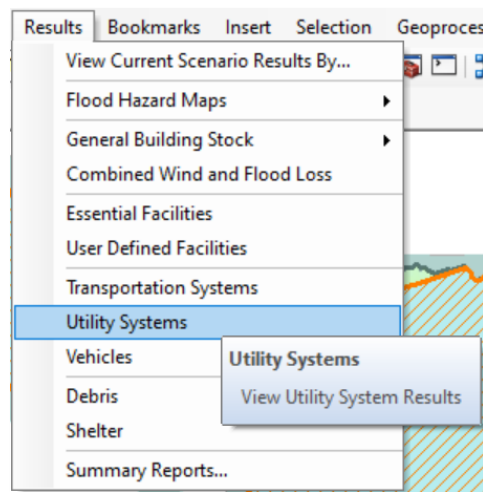 Results Bookmarks Insert Selection Geoproces
View Current Scenario Results By...
Flood Hazard Maps
General Building Stock
Combined Wind and Flood Loss
Essential Facilities
User Defined Facilities
Transportation Systems
Utility Systems
Vehicles
Utility Systems
View Utility System Results
Debris
Shelter
Summary Reports...